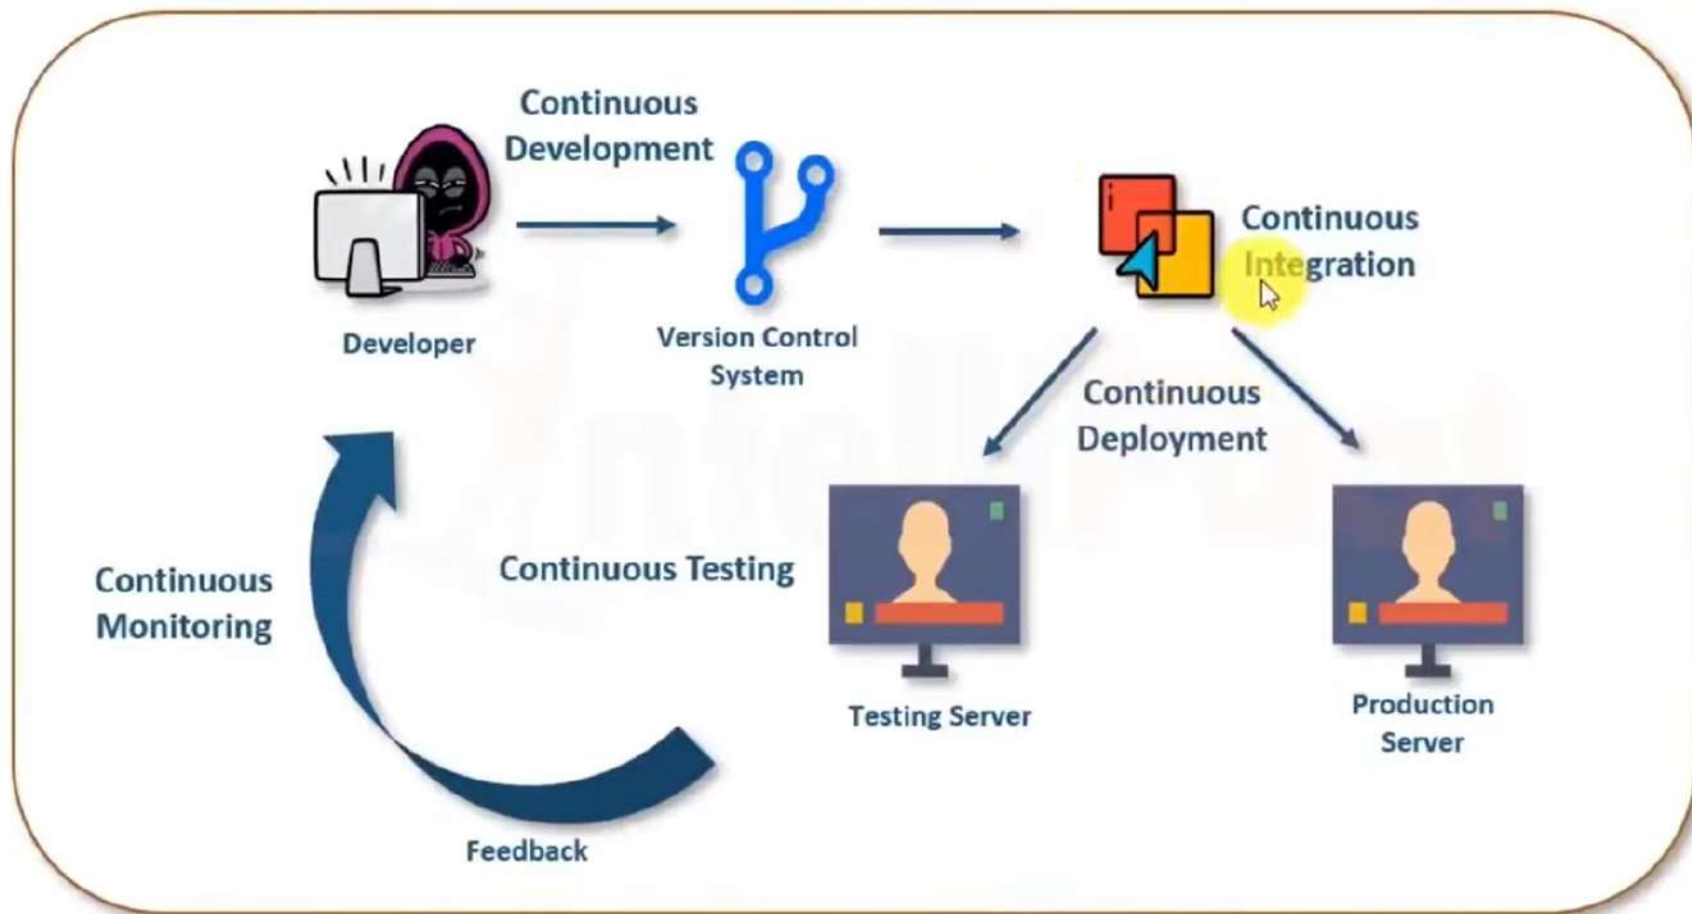 Continuous
Development
Developer
Version Control
System
Continuous
Integration
Continuous
Deployment
Continuous
Monitoring
Continuous Testing
Testing Server
Production
Server
Feedback